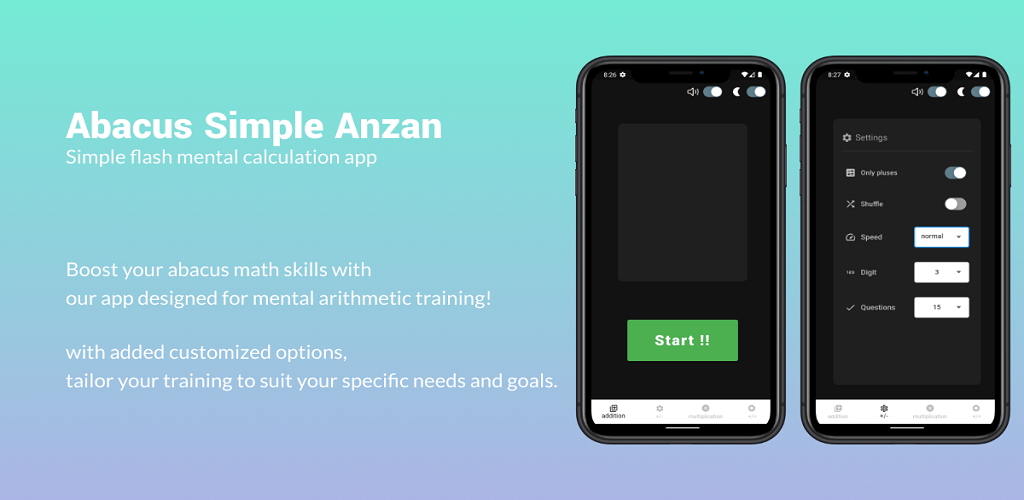 Abacus Simple Anzan
Simple flash mental calculation app
Boost your abacus math skills with
our app designed for mental arithmetic training!
with added customized options,
tailor your training to suit your specific needs and goals.
8:26
Start !!
addition
+/-
multiplication
+/-
8:27
Settings
Only pluses
Shuffle
Speed
normal
Digit
3
Questions
15
addition
+/-
multiplication
+/-